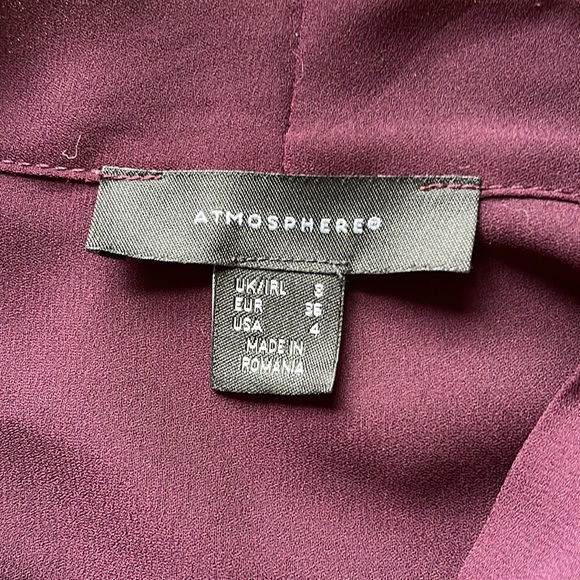 ATMOSPHERE®
UK/IRL 8
EUR 36
USA 4
MADE IN
ROMANIA